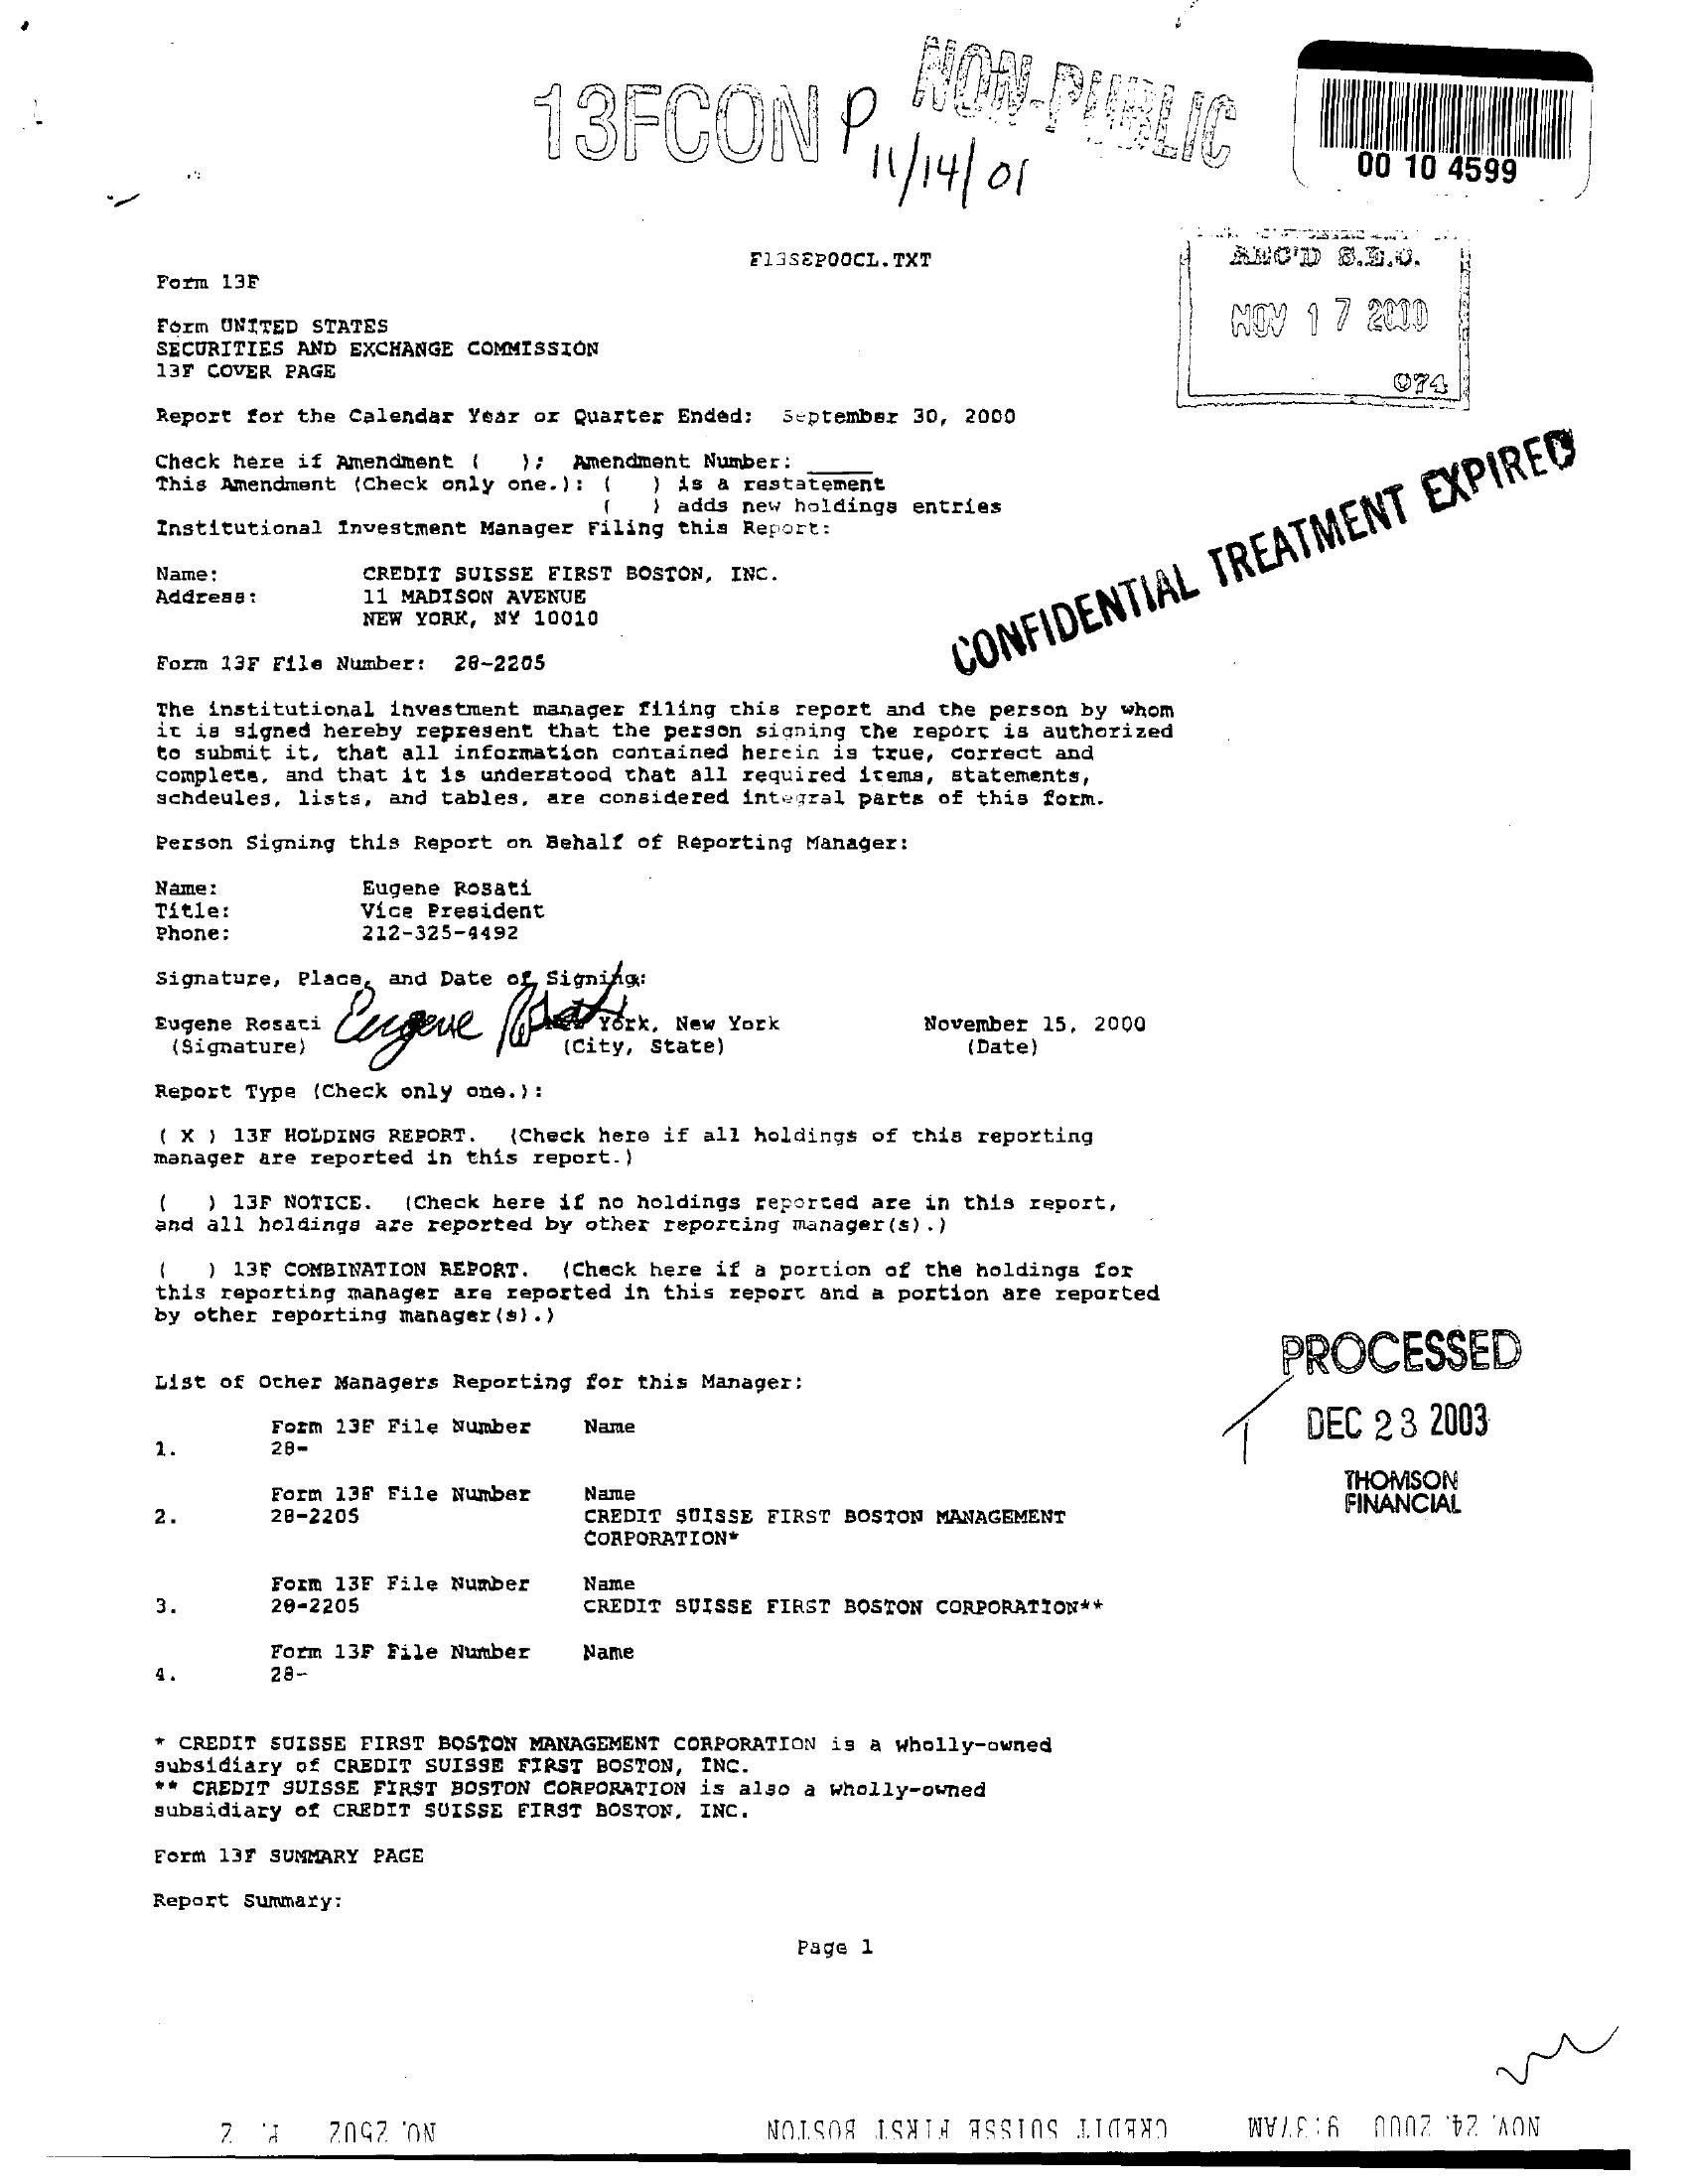 13FCON P NON-PUBLIC
11/14/01
00 10 4599
F13SEP00CL.TXT
REC'D S.E.C.
NOV 17 2000
074
Form 13F
Form UNITED STATES
SECURITIES AND EXCHANGE COMMISSION
13F COVER PAGE
Report for the Calendar Year or Quarter Ended: September 30, 2000
Check here if Amendment ( ); Amendment Number: _____
This Amendment (Check only one.): ( ) is a restatement
( ) adds new holdings entries
Institutional Investment Manager Filing this Report:
CONFIDENTIAL TREATMENT EXPIRED
Name: CREDIT SUISSE FIRST BOSTON, INC.
Address: 11 MADISON AVENUE
NEW YORK, NY 10010
Form 13F File Number: 28-2205
The institutional investment manager filing this report and the person by whom
it is signed hereby represent that the person signing the report is authorized
to submit it, that all information contained herein is true, correct and
complete, and that it is understood that all required items, statements,
schdeules, lists, and tables, are considered integral parts of this form.
Person Signing this Report on Behalf of Reporting Manager:
Name: Eugene Rosati
Title: Vice President
Phone: 212-325-4492
Signature, Place, and Date of Signing:
Eugene Rosati Eugene Rosati York, New York November 15, 2000
(Signature) (City, State) (Date)
Report Type (Check only one.):
( X ) 13F HOLDING REPORT. (Check here if all holdings of this reporting
manager are reported in this report.)
( ) 13F NOTICE. (Check here if no holdings reported are in this report,
and all holdings are reported by other reporting manager(s).)
( ) 13F COMBINATION REPORT. (Check here if a portion of the holdings for
this reporting manager are reported in this report and a portion are reported
by other reporting manager(s).)
PROCESSED
DEC 23 2003
THOMSON
FINANCIAL
List of Other Managers Reporting for this Manager:
Form 13F File Number Name
1. 28-
Form 13F File Number Name
2. 28-2205 CREDIT SUISSE FIRST BOSTON MANAGEMENT
CORPORATION*
Form 13F File Number Name
3. 28-2205 CREDIT SUISSE FIRST BOSTON CORPORATION**
Form 13F File Number Name
4. 28-
* CREDIT SUISSE FIRST BOSTON MANAGEMENT CORPORATION is a wholly-owned
subsidiary of CREDIT SUISSE FIRST BOSTON, INC.
** CREDIT SUISSE FIRST BOSTON CORPORATION is also a wholly-owned
subsidiary of CREDIT SUISSE FIRST BOSTON, INC.
Form 13F SUMMARY PAGE
Report Summary:
Page 1
NOV. 24. 2000 9:37AM CREDIT SUISSE FIRST BOSTON NO. 2502 P. 2